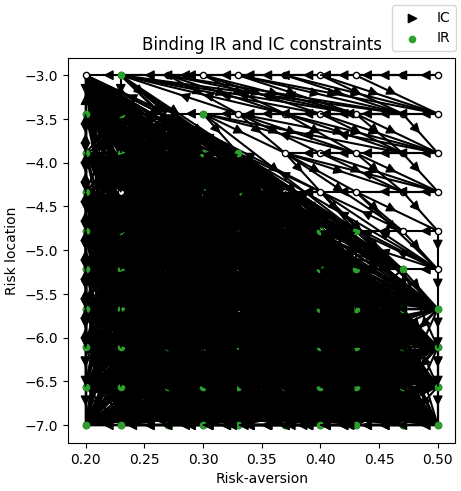 IC
IR
Binding IR and IC constraints
−3.0
−3.5
−4.0
−4.5
−5.0
−5.5
−6.0
−6.5
−7.0
Risk location
0.20 0.25 0.30 0.35 0.40 0.45 0.50
Risk-aversion